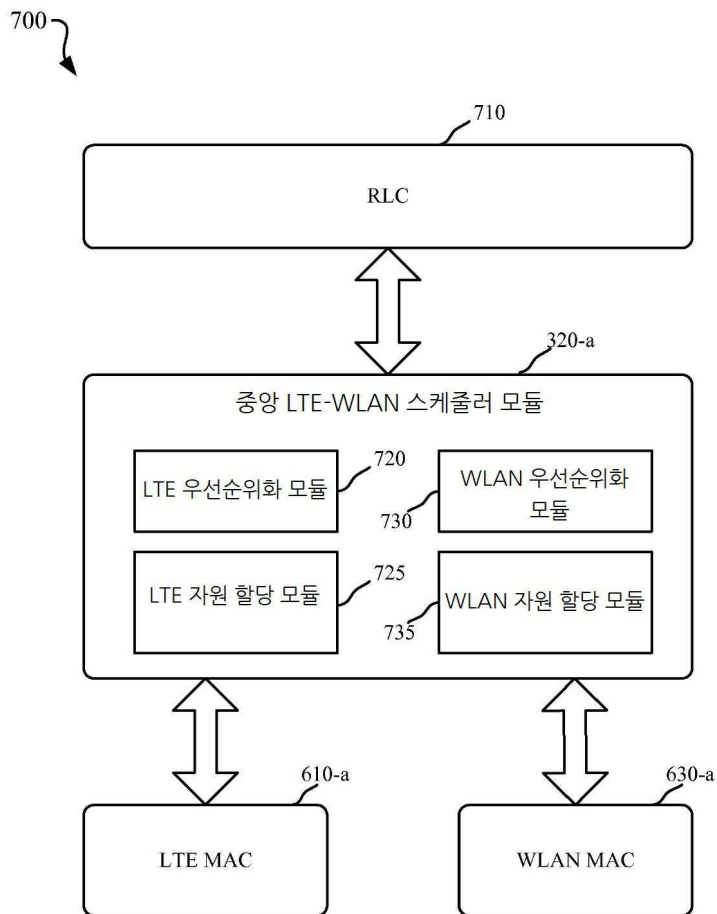 700
710
RLC
320-a
중앙 LTE-WLAN 스케줄러 모듈
LTE 우선순위화 모듈
720
WLAN 우선순위화
모듈
730
LTE 자원 할당 모듈
725
WLAN 자원 할당 모듈
735
610-a
LTE MAC
630-a
WLAN MAC